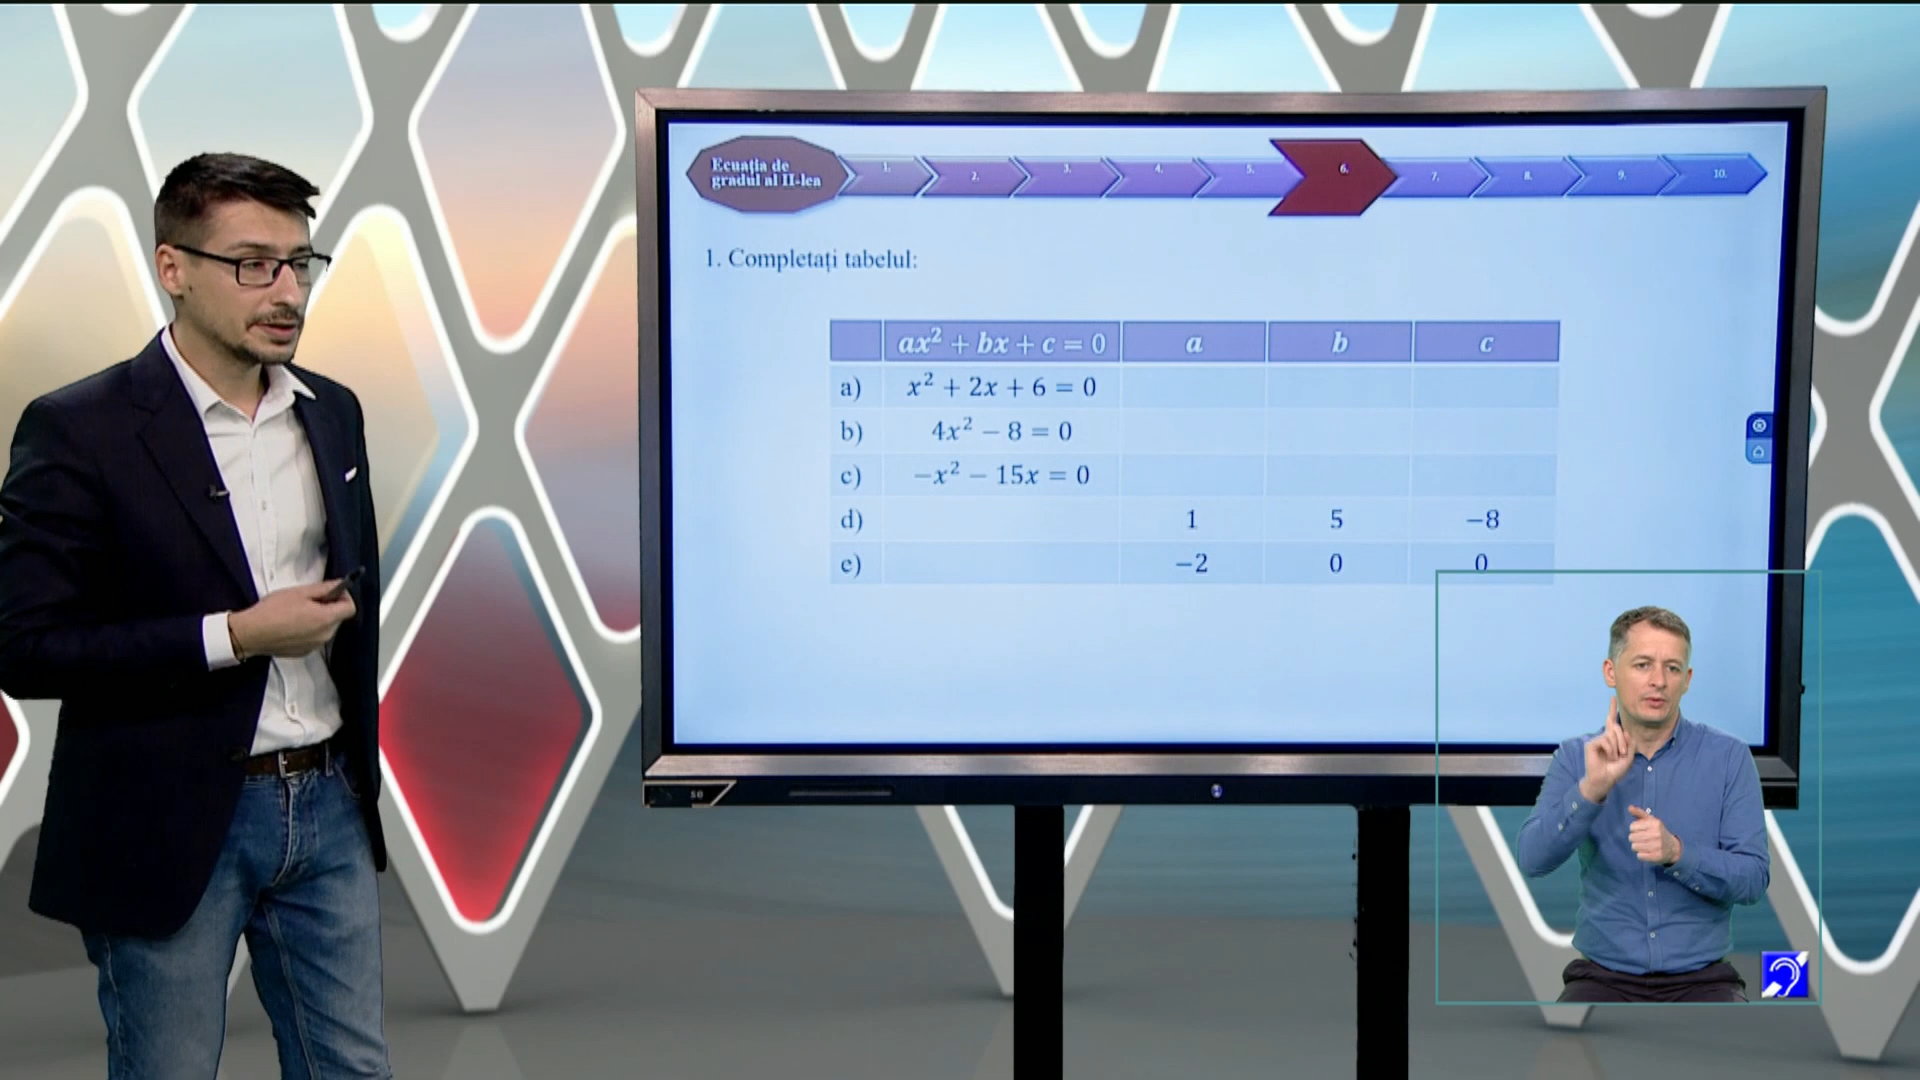 Ecuația de
gradul al II-lea
1. 2. 3. 4. 5. 6. 7. 8. 9. 10.
1. Completați tabelul:
ax² + bx + c = 0 a b c
a) x² + 2x + 6 = 0
b) 4x² − 8 = 0
c) −x² − 15x = 0
d) 1 5 −8
e) −2 0 0